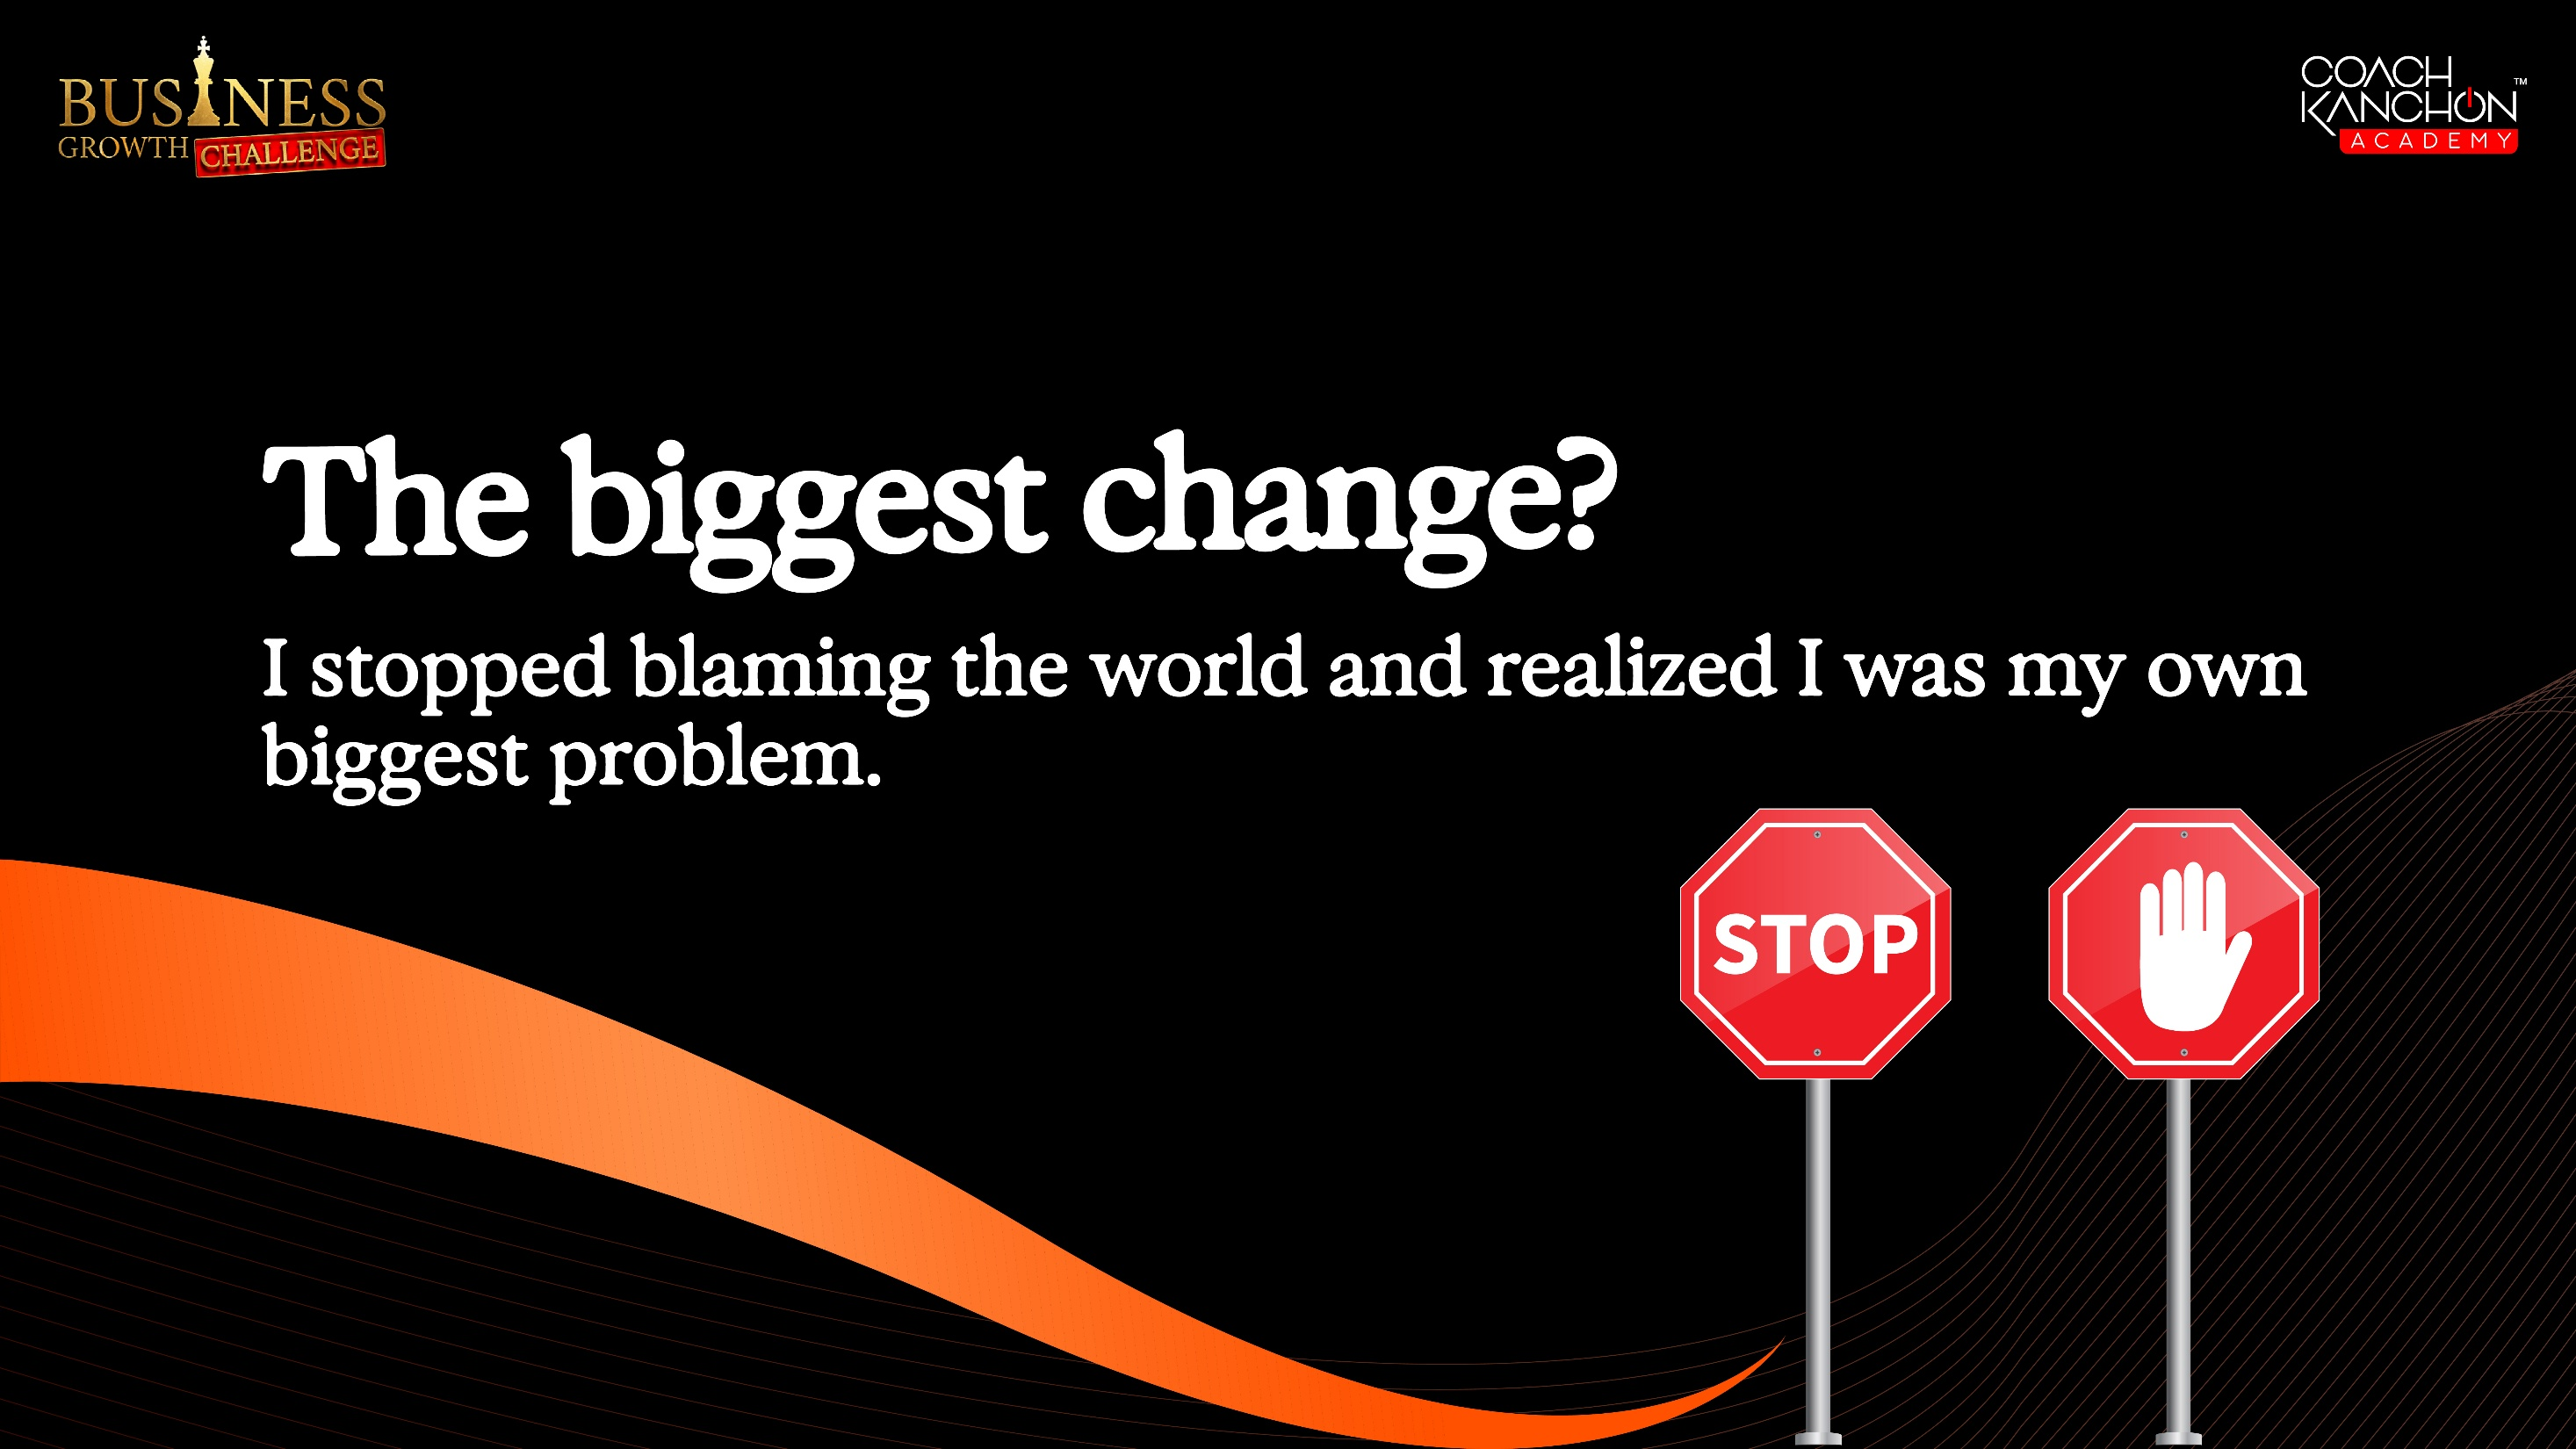 BUSINESS
GROWTH CHALLENGE
COACH
KANCHON™
ACADEMY
The biggest change?
I stopped blaming the world and realized I was my own
biggest problem.
STOP